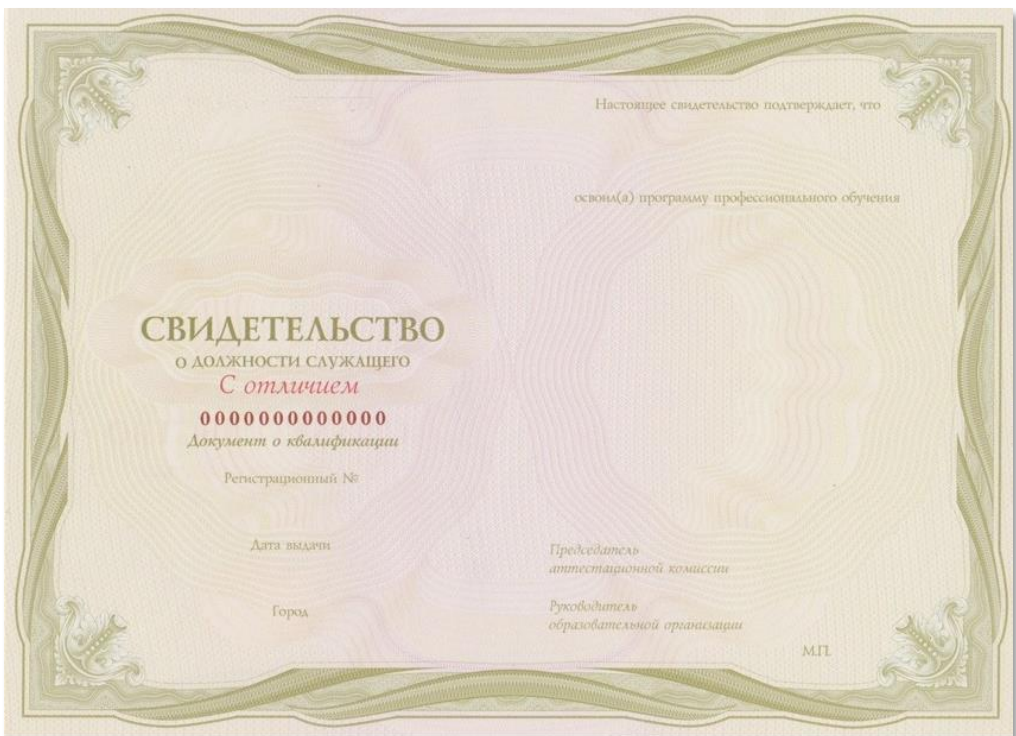 СВИДЕТЕЛЬСТВО
О ДОЛЖНОСТИ СЛУЖАЩЕГО
С отличием
0000000000000
Документ о квалификации
Регистрационный №
Дата выдачи
Город
Настоящее свидетельство подтверждает, что
освоил(а) программу профессионального обучения
Председатель
аттестационной комиссии
Руководитель
образовательной организации
М.П.